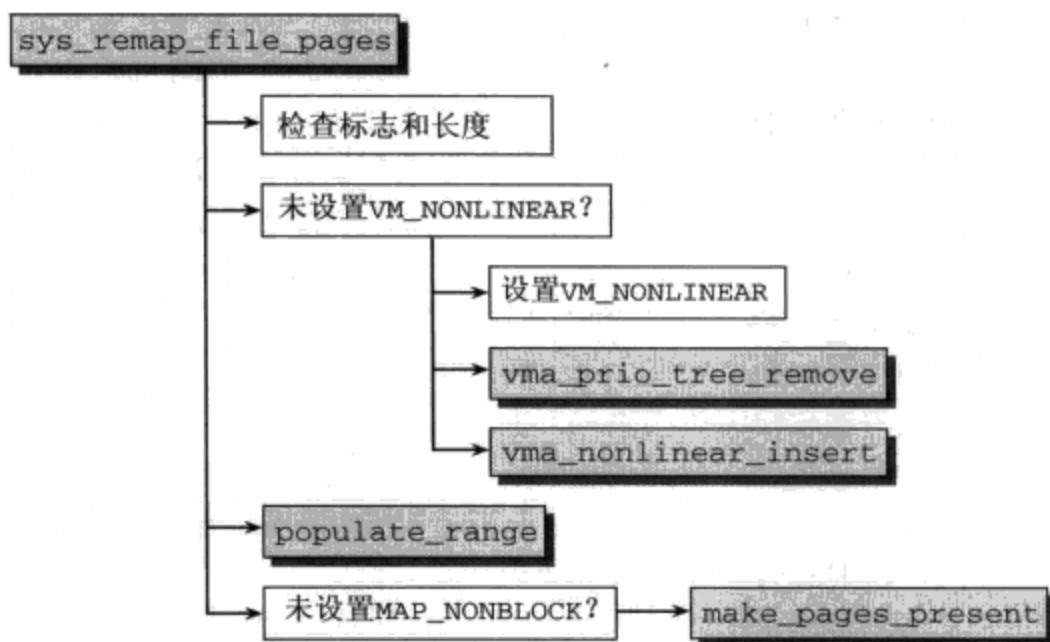 sys_remap_file_pages
检查标志和长度
未设置VM_NONLINEAR?
设置VM_NONLINEAR
vma_prio_tree_remove
vma_nonlinear_insert
populate_range
未设置MAP_NONBLOCK?
make_pages_present